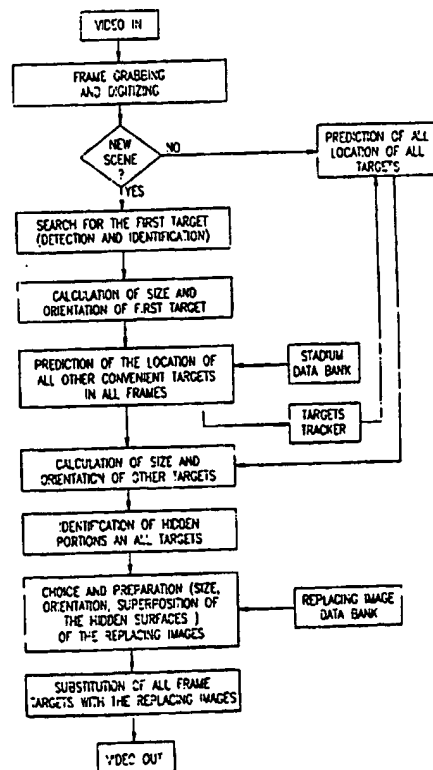 VIDEO IN
FRAME GRABBING
AND DIGITIZING
NEW
SCENE
?
NO
YES
PREDICTION OF ALL
LOCATION OF ALL
TARGETS
SEARCH FOR THE FIRST TARGET
(DETECTION AND IDENTIFICATION)
CALCULATION OF SIZE AND
ORIENTATION OF FIRST TARGET
PREDICTION OF THE LOCATION OF
ALL OTHER CONVENIENT TARGETS
IN ALL FRAMES
STADIUM
DATA BANK
TARGETS
TRACKER
CALCULATION OF SIZE AND
ORIENTATION OF OTHER TARGETS
IDENTIFICATION OF HIDDEN
PORTIONS AN ALL TARGETS
CHOICE AND PREPARATION (SIZE,
ORIENTATION, SUPERPOSITION OF
THE HIDDEN SURFACES )
OF THE REPLACING IMAGES
REPLACING IMAGE
DATA BANK
SUBSTITUTION OF ALL FRAME
TARGETS WITH THE REPLACING IMAGES
VIDEO OUT